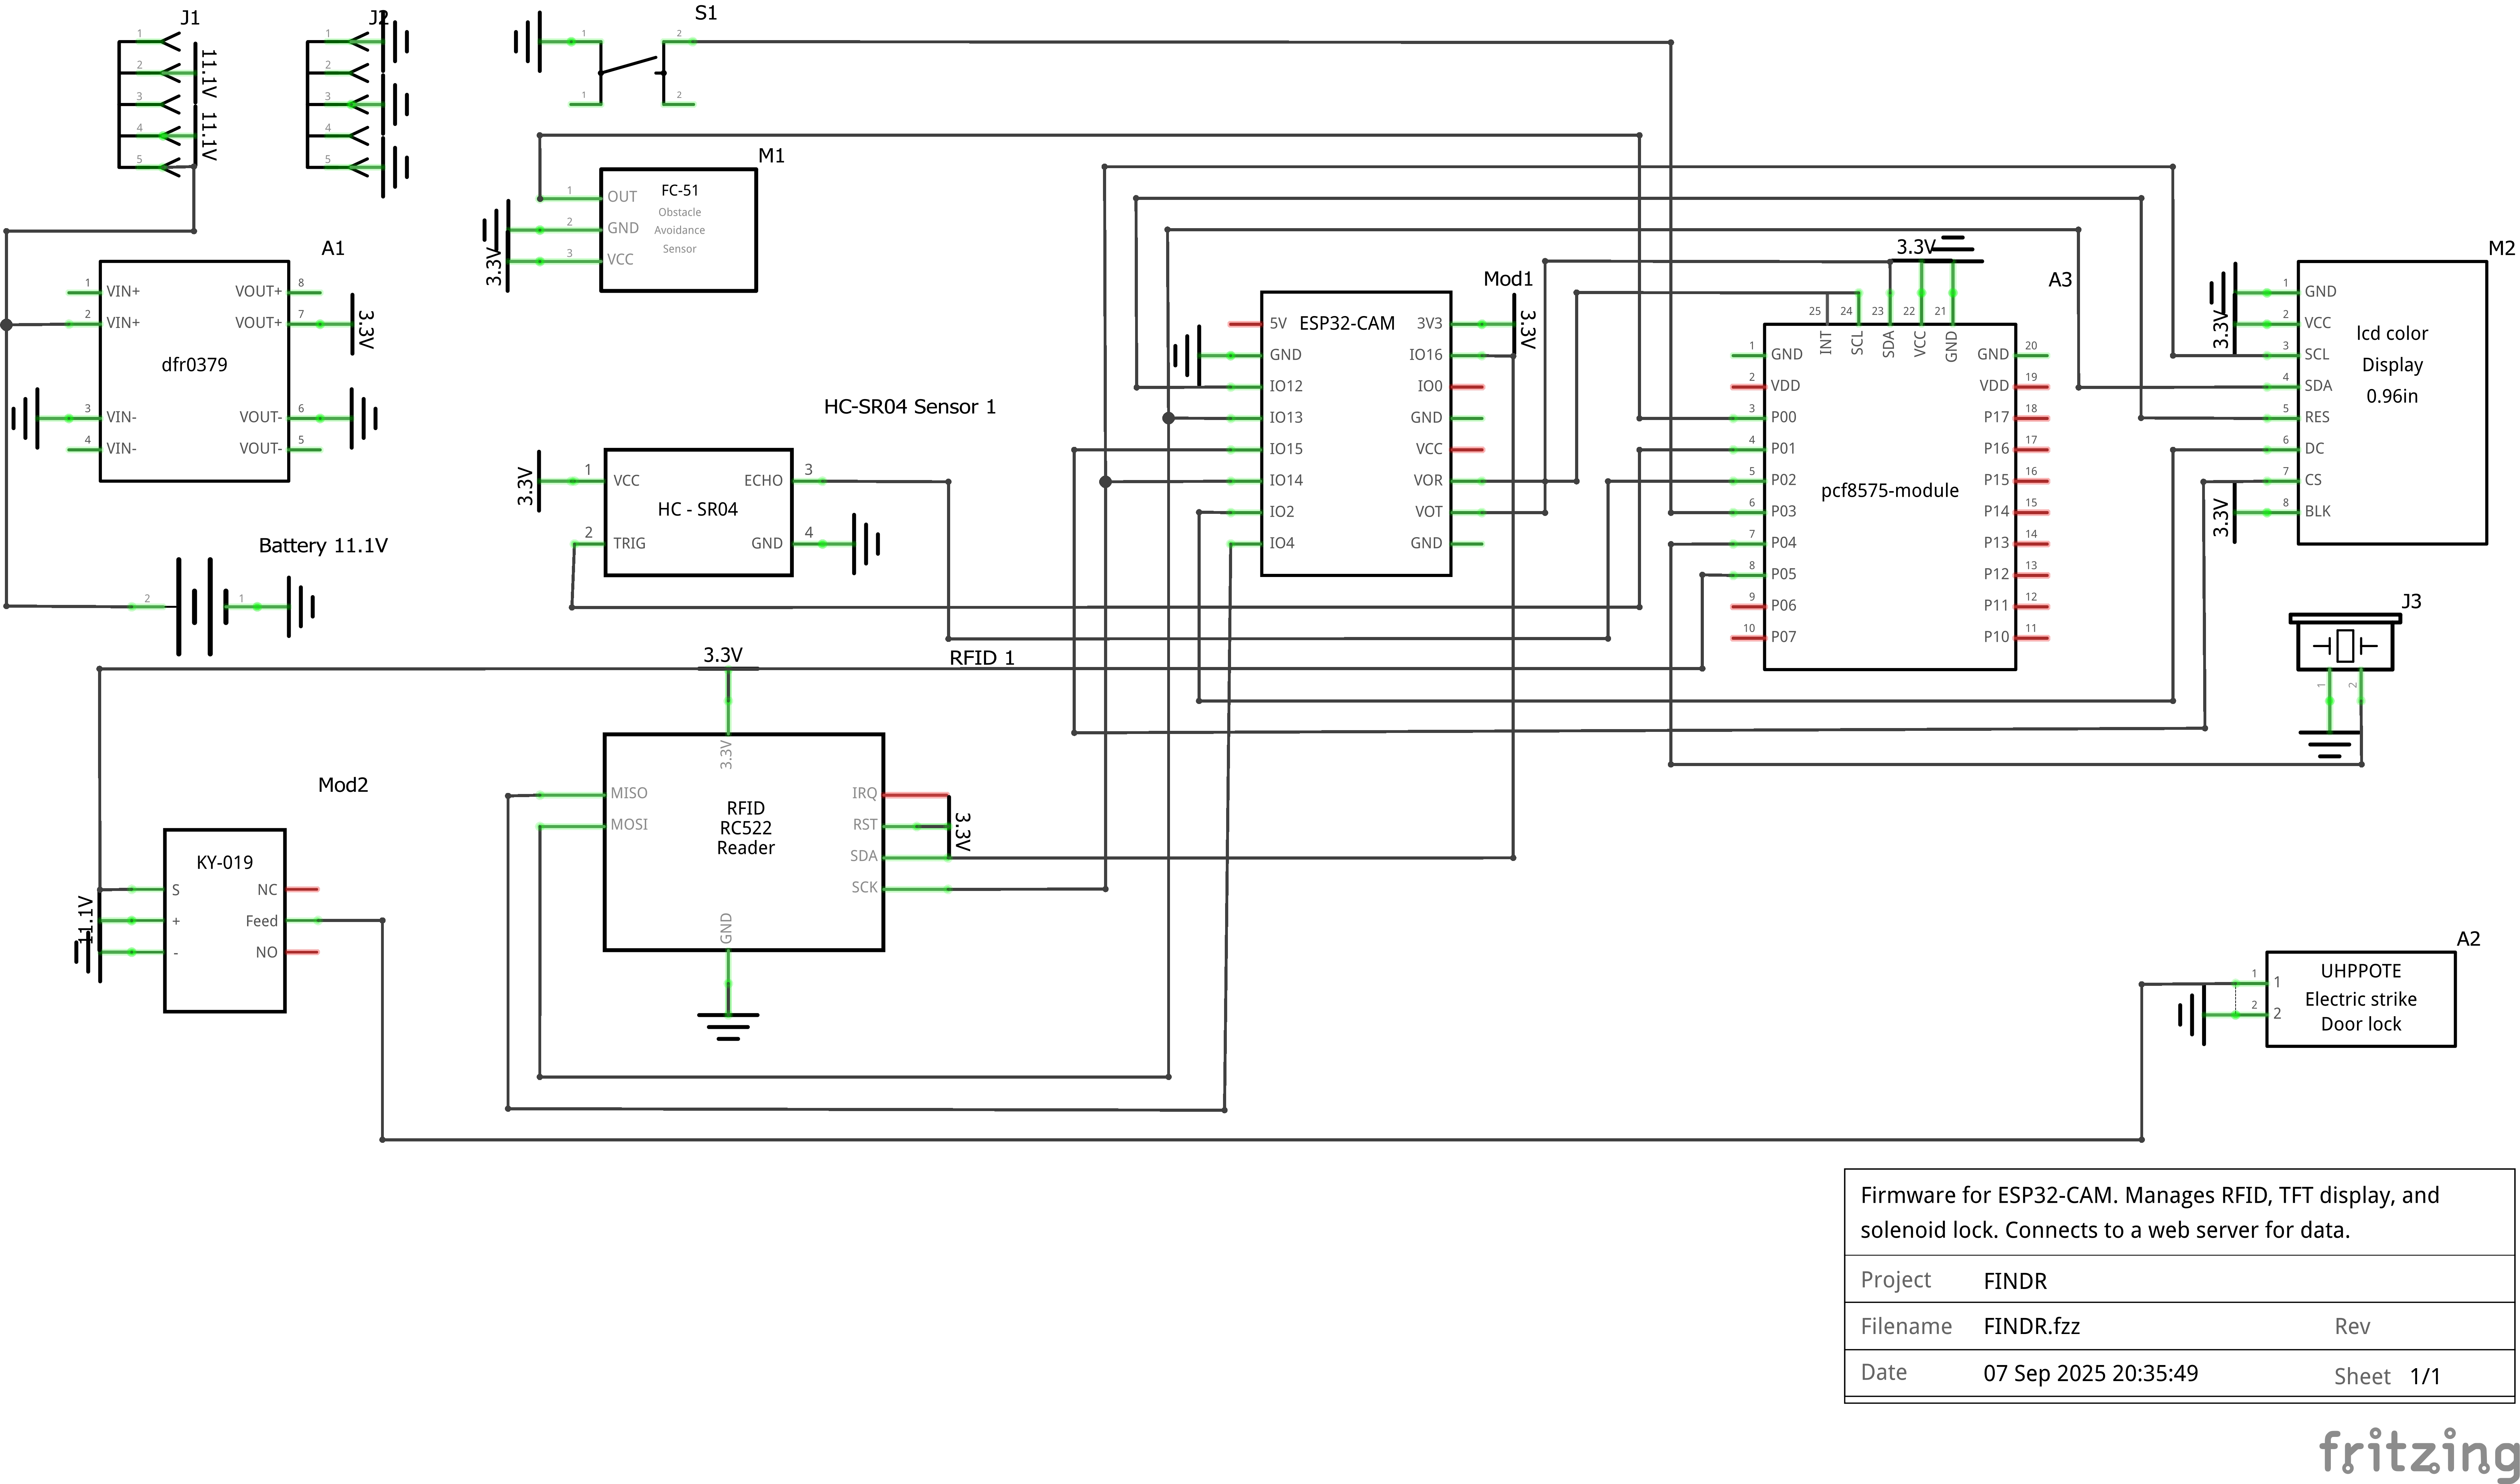 J1
1
2
3
4
5
11.1V
11.1V
J2
1
2
3
4
5
S1
1
2
1
2
M1
FC-51
Obstacle
Avoidance
Sensor
1 OUT
2 GND
3 VCC
3.3V
A1
dfr0379
1 VIN+
2 VIN+
3 VIN-
4 VIN-
VOUT+ 8
VOUT+ 7
VOUT- 6
VOUT- 5
3.3V
Battery 11.1V
2
1
HC-SR04 Sensor 1
HC - SR04
1 VCC
2 TRIG
ECHO 3
GND 4
3.3V
Mod1
ESP32-CAM
5V
GND
IO12
IO13
IO15
IO14
IO2
IO4
3V3
IO16
IO0
GND
VCC
VOR
VOT
GND
3.3V
A3
3.3V
25 24 23 22 21
INT SCL SDA VCC GND
pcf8575-module
1 GND
2 VDD
3 P00
4 P01
5 P02
6 P03
7 P04
8 P05
9 P06
10 P07
GND 20
VDD 19
P17 18
P16 17
P15 16
P14 15
P13 14
P12 13
P11 12
P10 11
M2
lcd color
Display
0.96in
1 GND
2 VCC
3 SCL
4 SDA
5 RES
6 DC
7 CS
8 BLK
3.3V
3.3V
J3
1
2
RFID 1
3.3V
3.3V
MISO
MOSI
RFID
RC522
Reader
IRQ
RST
SDA
SCK
GND
3.3V
Mod2
KY-019
S
+
-
NC
Feed
NO
11.1V
A2
UHPPOTE
Electric strike
Door lock
1 1
2 2
Firmware for ESP32-CAM. Manages RFID, TFT display, and
solenoid lock. Connects to a web server for data.
Project FINDR
Filename FINDR.fzz Rev
Date 07 Sep 2025 20:35:49 Sheet 1/1
fritzing